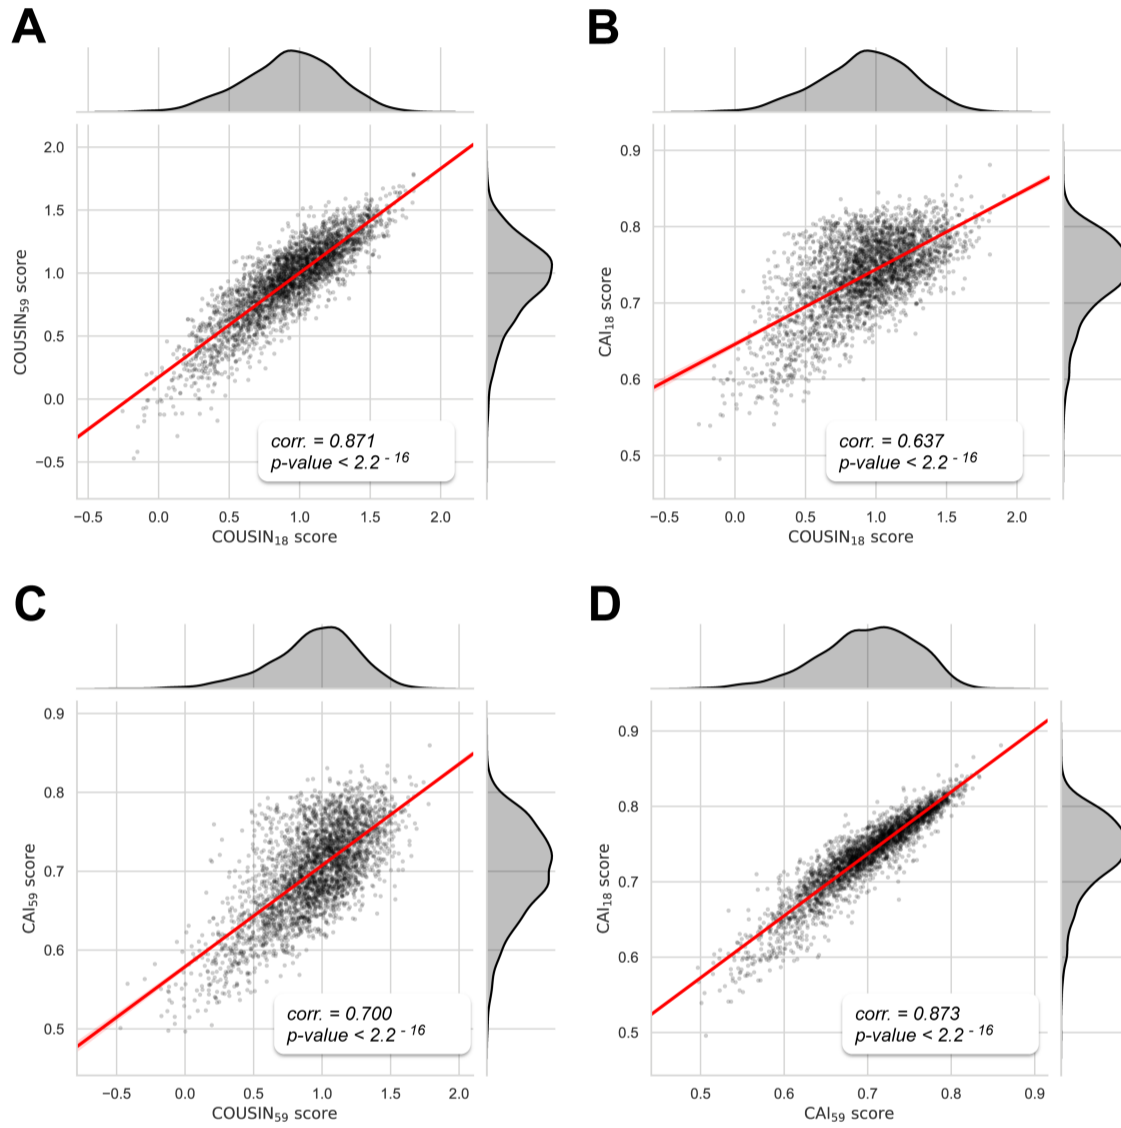 A
2.0
1.5
1.0
0.5
0.0
−0.5
COUSIN₅₉ score
corr. = 0.871
p-value < 2.2⁻¹⁶
−0.5 0.0 0.5 1.0 1.5 2.0
COUSIN₁₈ score
B
0.9
0.8
0.7
0.6
0.5
CAI₁₈ score
corr. = 0.637
p-value < 2.2⁻¹⁶
−0.5 0.0 0.5 1.0 1.5 2.0
COUSIN₁₈ score
C
0.9
0.8
0.7
0.6
0.5
CAI₅₉ score
corr. = 0.700
p-value < 2.2⁻¹⁶
−0.5 0.0 0.5 1.0 1.5 2.0
COUSIN₅₉ score
D
0.9
0.8
0.7
0.6
0.5
CAI₁₈ score
corr. = 0.873
p-value < 2.2⁻¹⁶
0.5 0.6 0.7 0.8 0.9
CAI₅₉ score